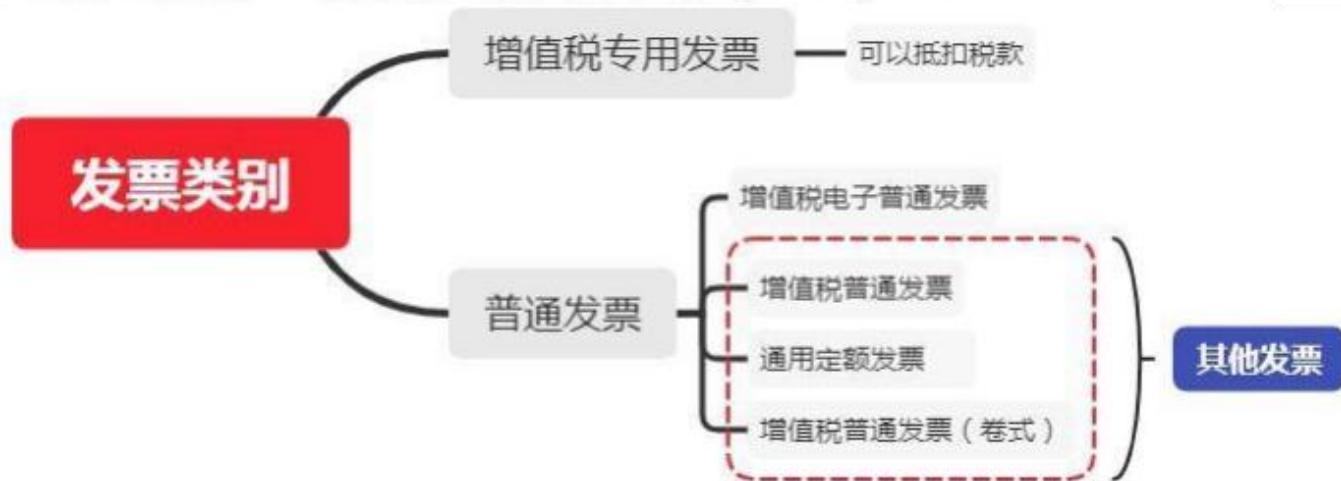 增值税专用发票
可以抵扣税款
发票类别
增值税电子普通发票
增值税普通发票
普通发票
通用定额发票
其他发票
增值税普通发票（卷式）